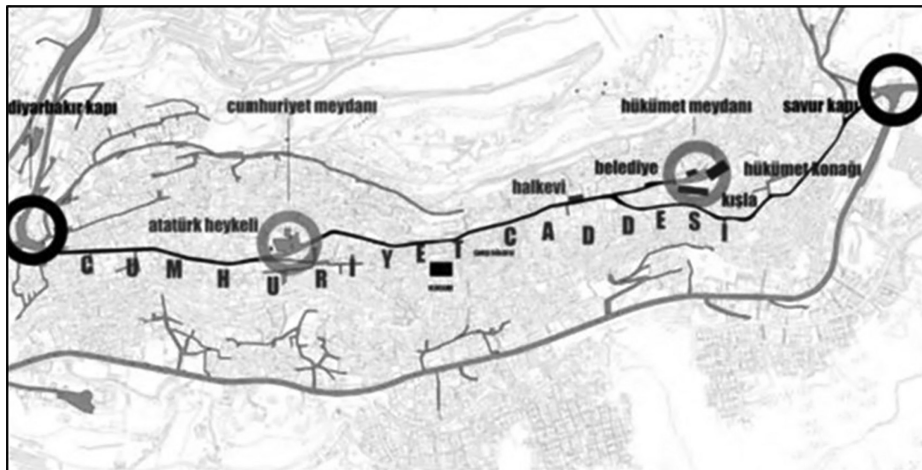 diyarbakır kapı
cumhuriyet meydanı
hükümet meydanı
savur kapı
belediye
hükümet konağı
halkevi
kışla
atatürk heykeli
CUMHURİYET CADDESİ